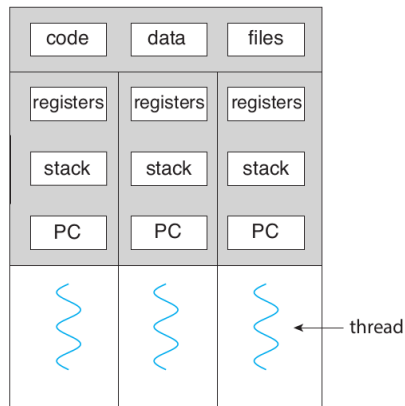 code data files
registers registers registers
stack stack stack
PC PC PC
thread